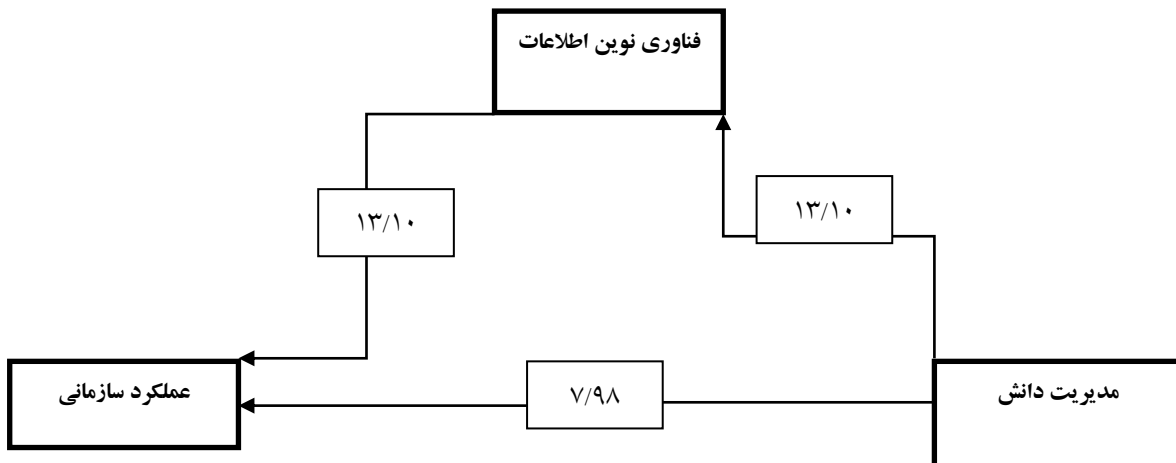 فناوری نوین اطلاعات
۱۳/۱۰
۱۳/۱۰
مدیریت دانش
۷/۹۸
عملکرد سازمانی